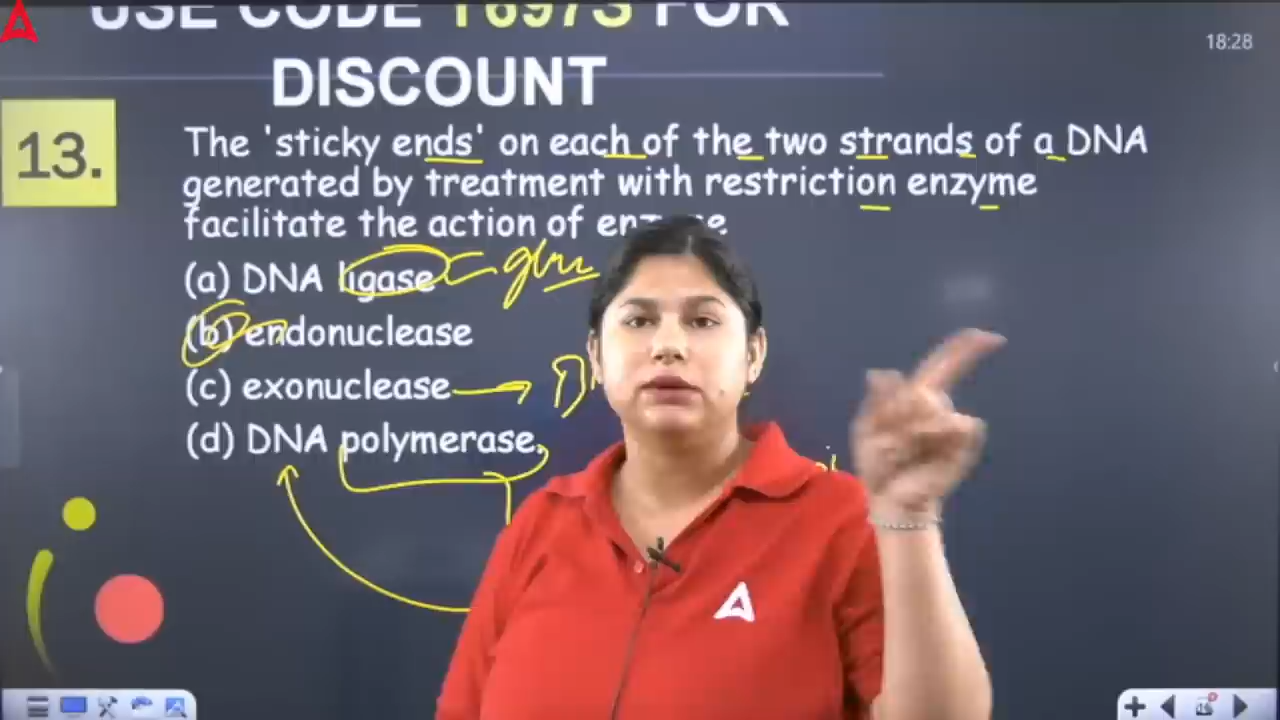 USE CODE T697S FOR
DISCOUNT
18:28
13.
The 'sticky ends' on each of the two strands of a DNA
generated by treatment with restriction enzyme
facilitate the action of
(a) DNA ligase
(b) endonuclease
(c) exonuclease
(d) DNA polymerase.